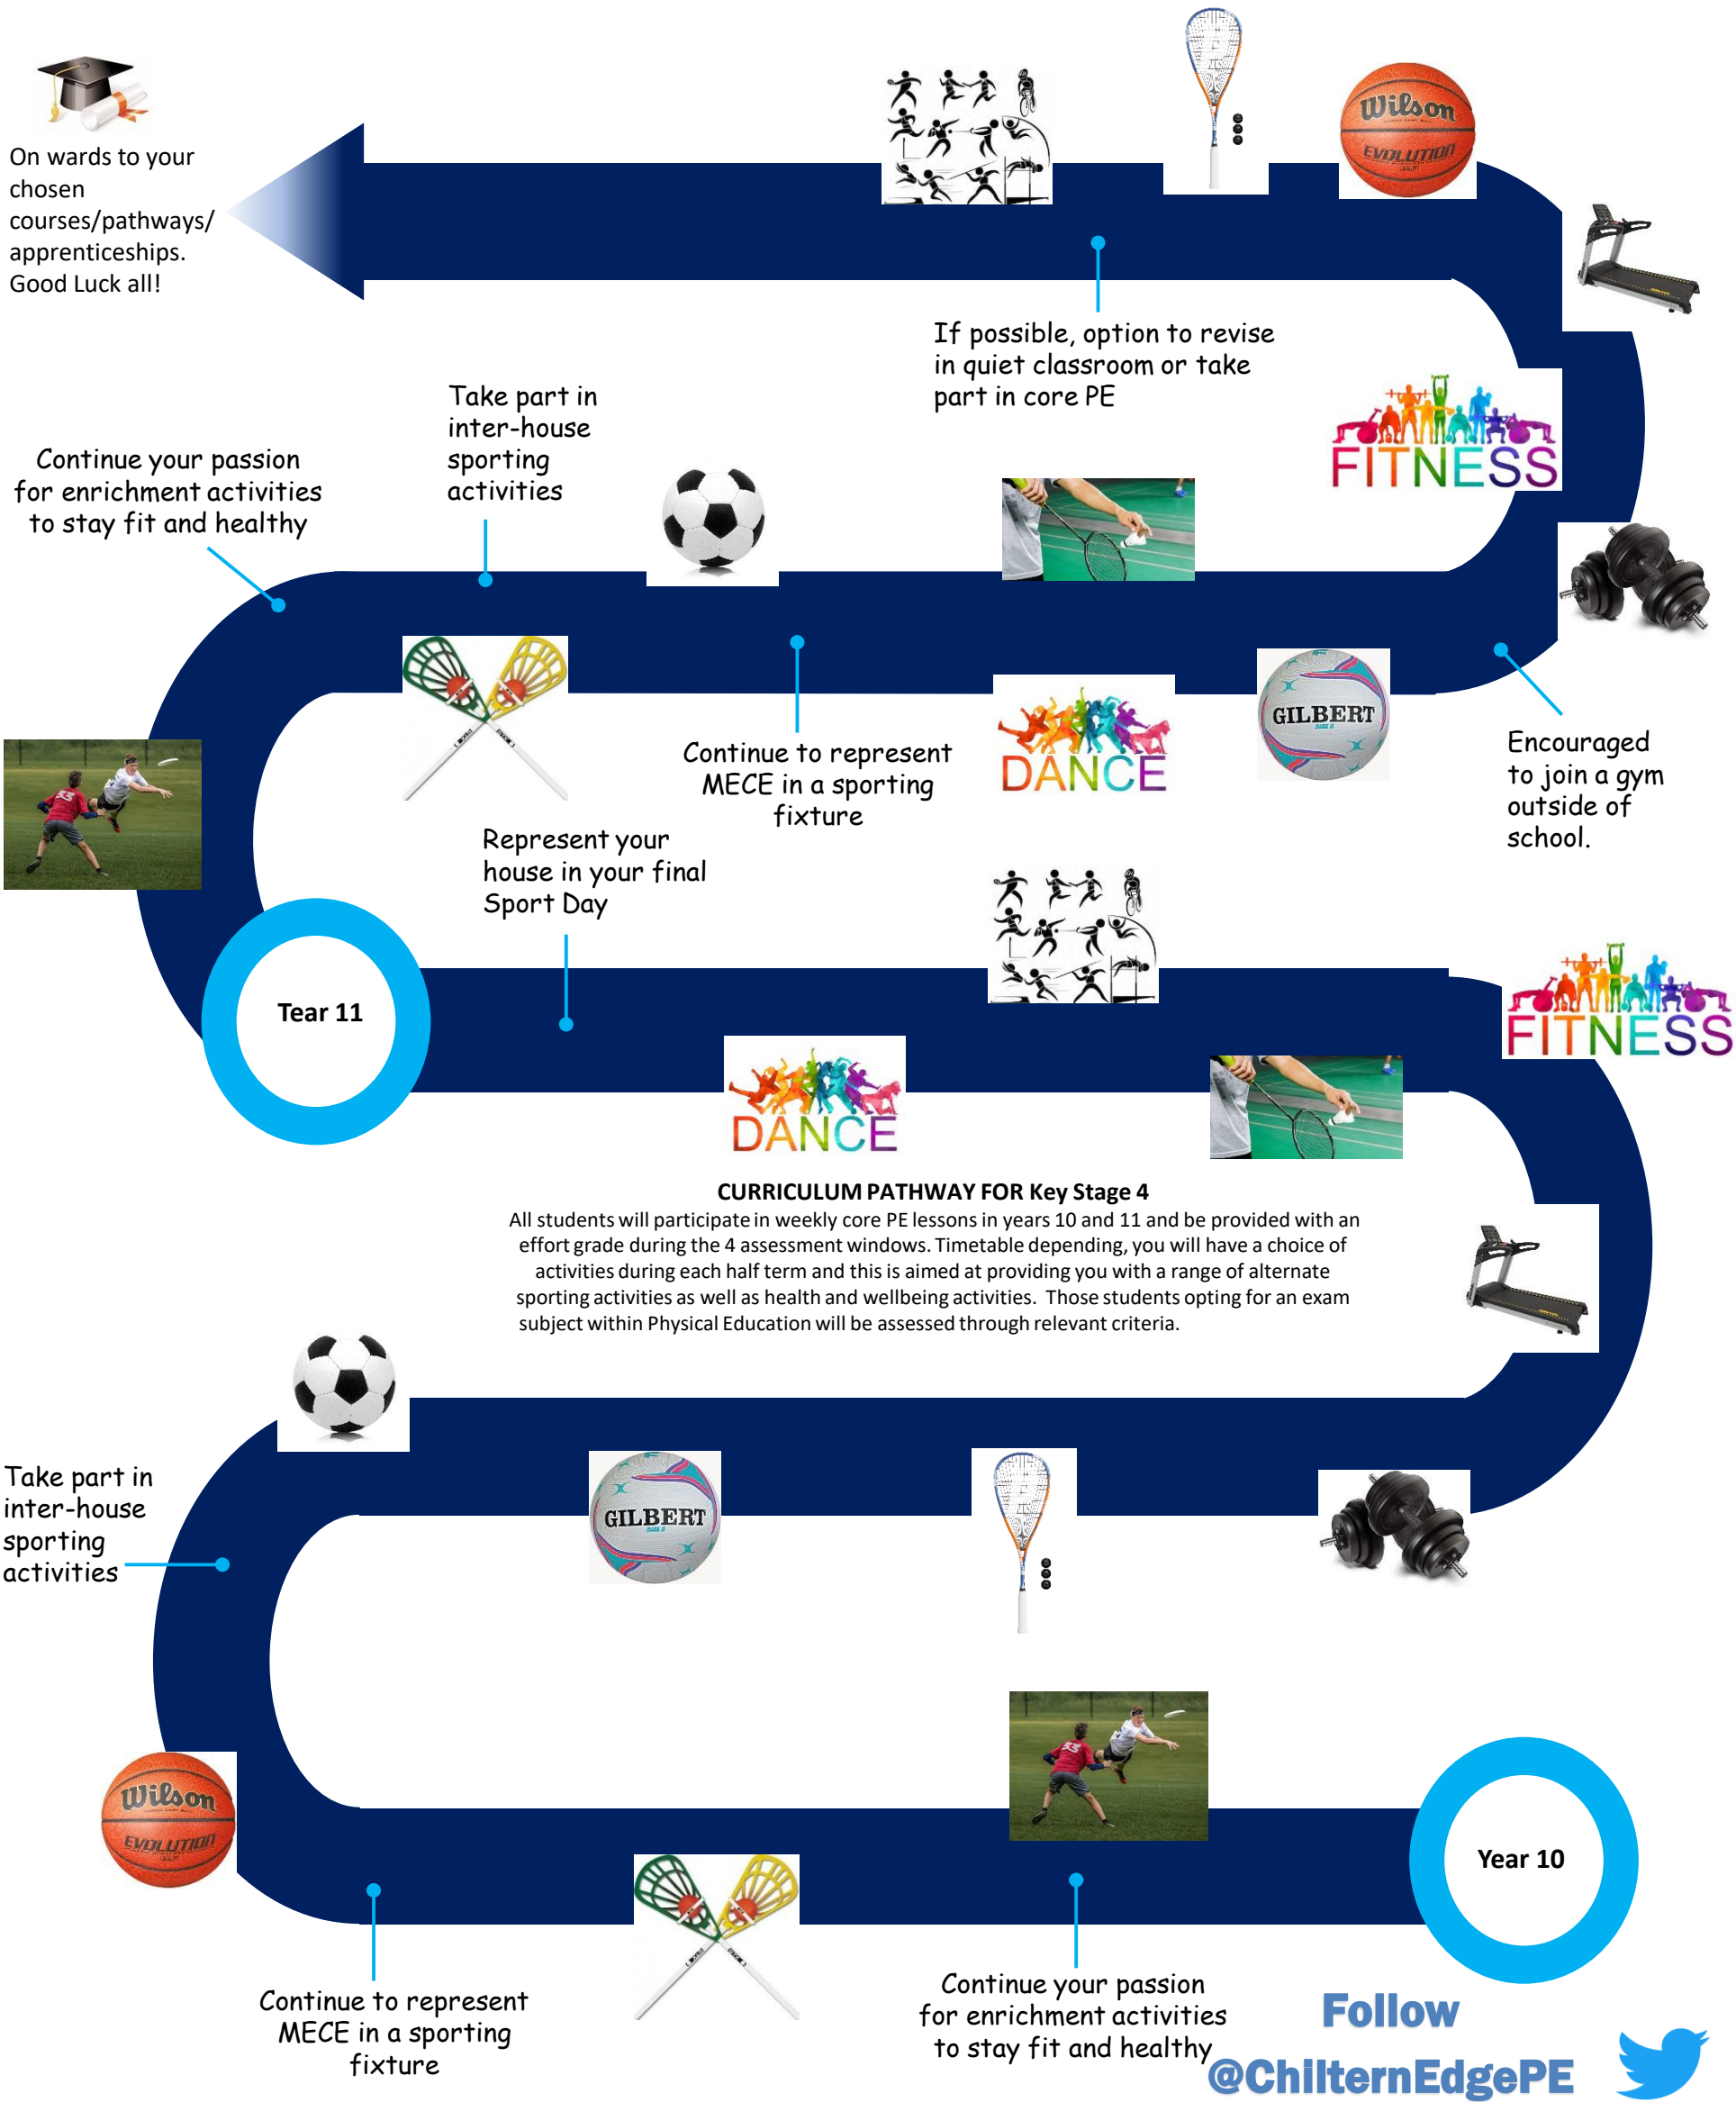 On wards to your
chosen
courses/pathways/
apprenticeships.
Good Luck all!
Wilson
EVOLUTION
If possible, option to revise
in quiet classroom or take
part in core PE
FITNESS
Take part in
inter-house
sporting
activities
Continue your passion
for enrichment activities
to stay fit and healthy
GILBERT
DANCE
Continue to represent
MECE in a sporting
fixture
Encouraged
to join a gym
outside of
school.
33
Represent your
house in your final
Sport Day
Tear 11
FITNESS
DANCE
CURRICULUM PATHWAY FOR Key Stage 4
All students will participate in weekly core PE lessons in years 10 and 11 and be provided with an
effort grade during the 4 assessment windows. Timetable depending, you will have a choice of
activities during each half term and this is aimed at providing you with a range of alternate
sporting activities as well as health and wellbeing activities. Those students opting for an exam
subject within Physical Education will be assessed through relevant criteria.
Take part in
inter-house
sporting
activities
GILBERT
33
Wilson
EVOLUTION
Year 10
Continue to represent
MECE in a sporting
fixture
Continue your passion
for enrichment activities
to stay fit and healthy
Follow
@ChilternEdgePE